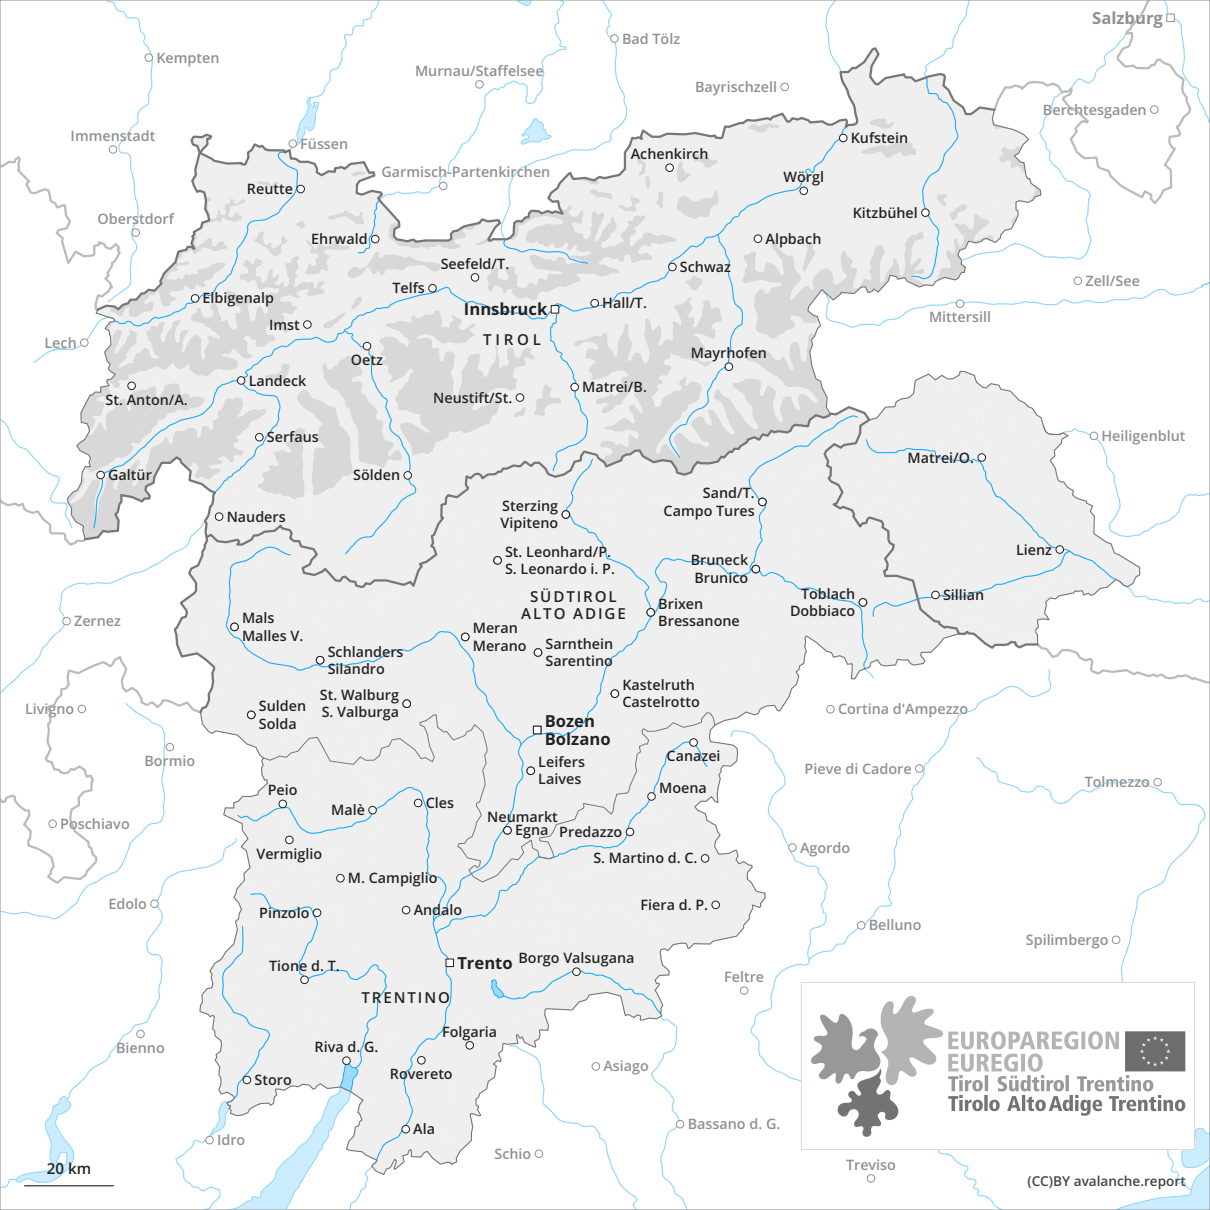 Salzburg
Bad Tölz
Kempten
Murnau/Staffelsee
Bayrischzell
Berchtesgaden
Immenstadt
Füssen
Kufstein
Achenkirch
Garmisch-Partenkirchen
Wörgl
Reutte
Kitzbühel
Oberstdorf
Ehrwald
Alpbach
Seefeld/T.
Schwaz
Zell/See
Telfs
Elbigenalp
Hall/T.
Innsbruck
Mittersill
Imst
TIROL
Lech
Oetz
Mayrhofen
Landeck
Matrei/B.
St. Anton/A.
Neustift/St.
Serfaus
Heiligenblut
Matrei/O.
Galtür
Sölden
Sand/T.
Campo Tures
Sterzing
Vipiteno
Nauders
St. Leonhard/P.
S. Leonardo i. P.
Lienz
Bruneck
Brunico
SÜDTIROL
ALTO ADIGE
Toblach
Dobbiaco
Sillian
Brixen
Bressanone
Mals
Malles V.
Zernez
Meran
Merano
Sarnthein
Sarentino
Schlanders
Silandro
Kastelruth
Castelrotto
St. Walburg
S. Valburga
Sulden
Solda
Livigno
Cortina d'Ampezzo
Bozen
Bolzano
Bormio
Canazei
Leifers
Laives
Pieve di Cadore
Tolmezzo
Peio
Moena
Malè
Cles
Neumarkt
Egna
Predazzo
Poschiavo
Vermiglio
Agordo
S. Martino d. C.
M. Campiglio
Edolo
Pinzolo
Andalo
Fiera d. P.
Belluno
Spilimbergo
Tione d. T.
Trento
Borgo Valsugana
Feltre
TRENTINO
Folgaria
Bienno
Riva d. G.
Rovereto
Asiago
Storo
EUROPAREGION
EUREGIO
Tirol Südtirol Trentino
Tirolo Alto Adige Trentino
Ala
Idro
Bassano d. G.
Schio
Treviso
20 km
(CC)BY avalanche.report